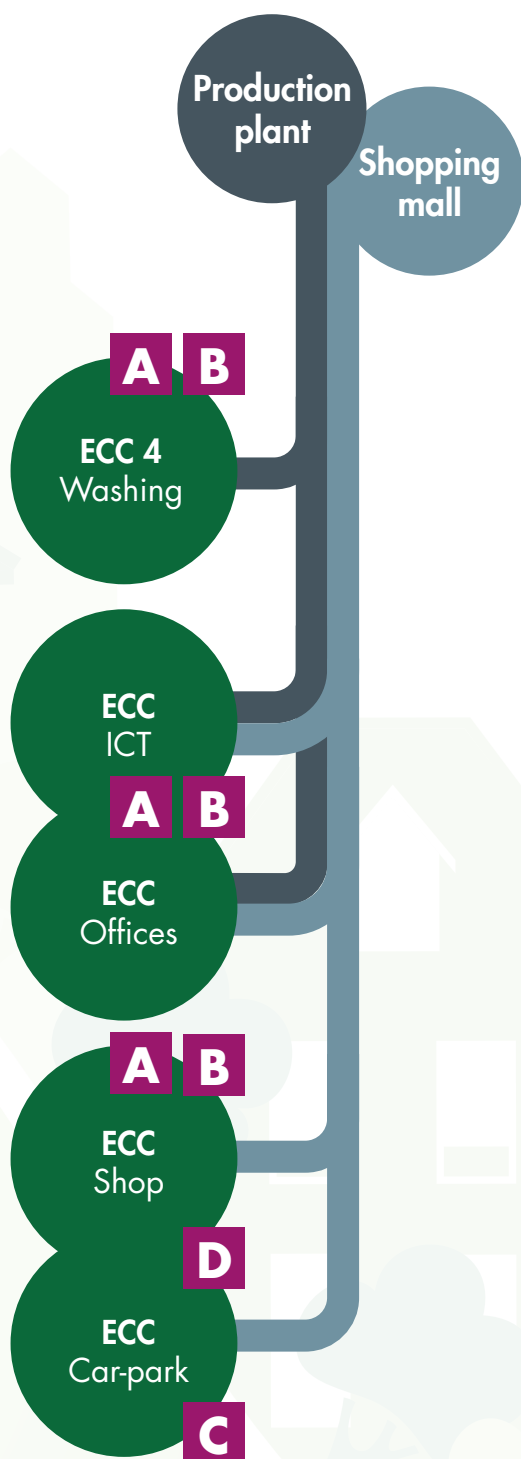 Production
plant
Shopping
mall
A B
ECC 4
Washing
ECC
ICT
A B
ECC
Offices
A B
ECC
Shop
D
ECC
Car-park
C